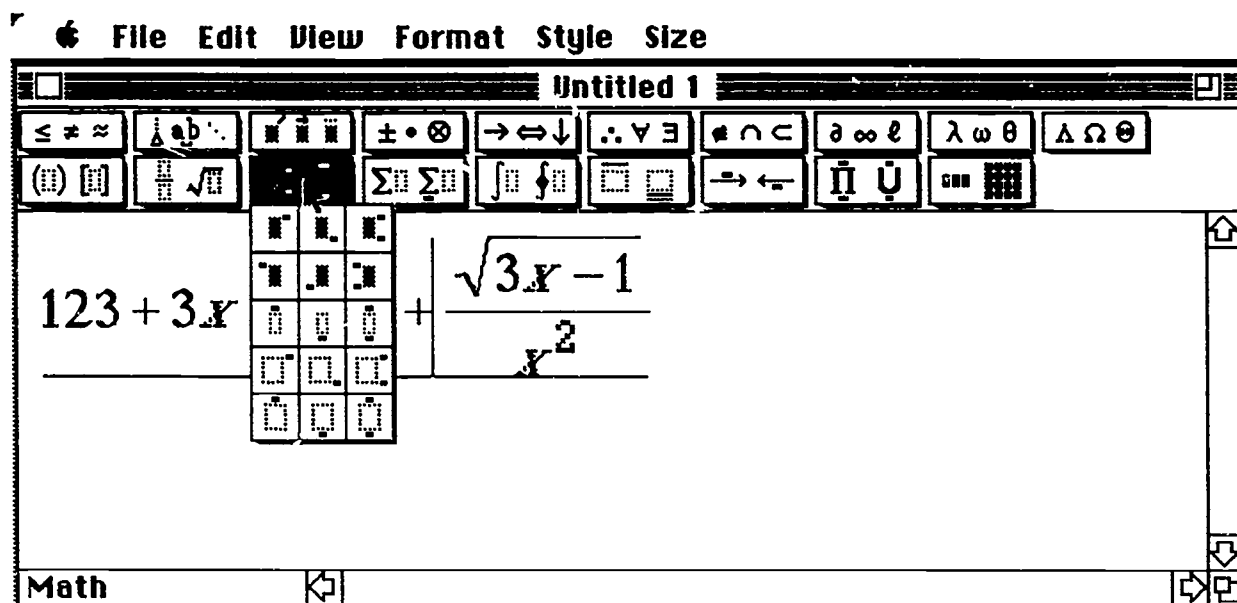 File Edit View Format Style Size
Untitled 1
≤ ≠ ≈ a͟b ⋱ ± • ⊗ → ⇔ ↓ ∴ ∀ ∃ ∉ ∩ ⊂ ∂ ∞ ℓ λ ω θ Λ Ω Θ
(⬚) [⬚] √⬚ Σ⬚ Σ⬚ ∫⬚ ∮⬚ → ← Π Ü
√3x − 1
123 + 3x +
x²
Math